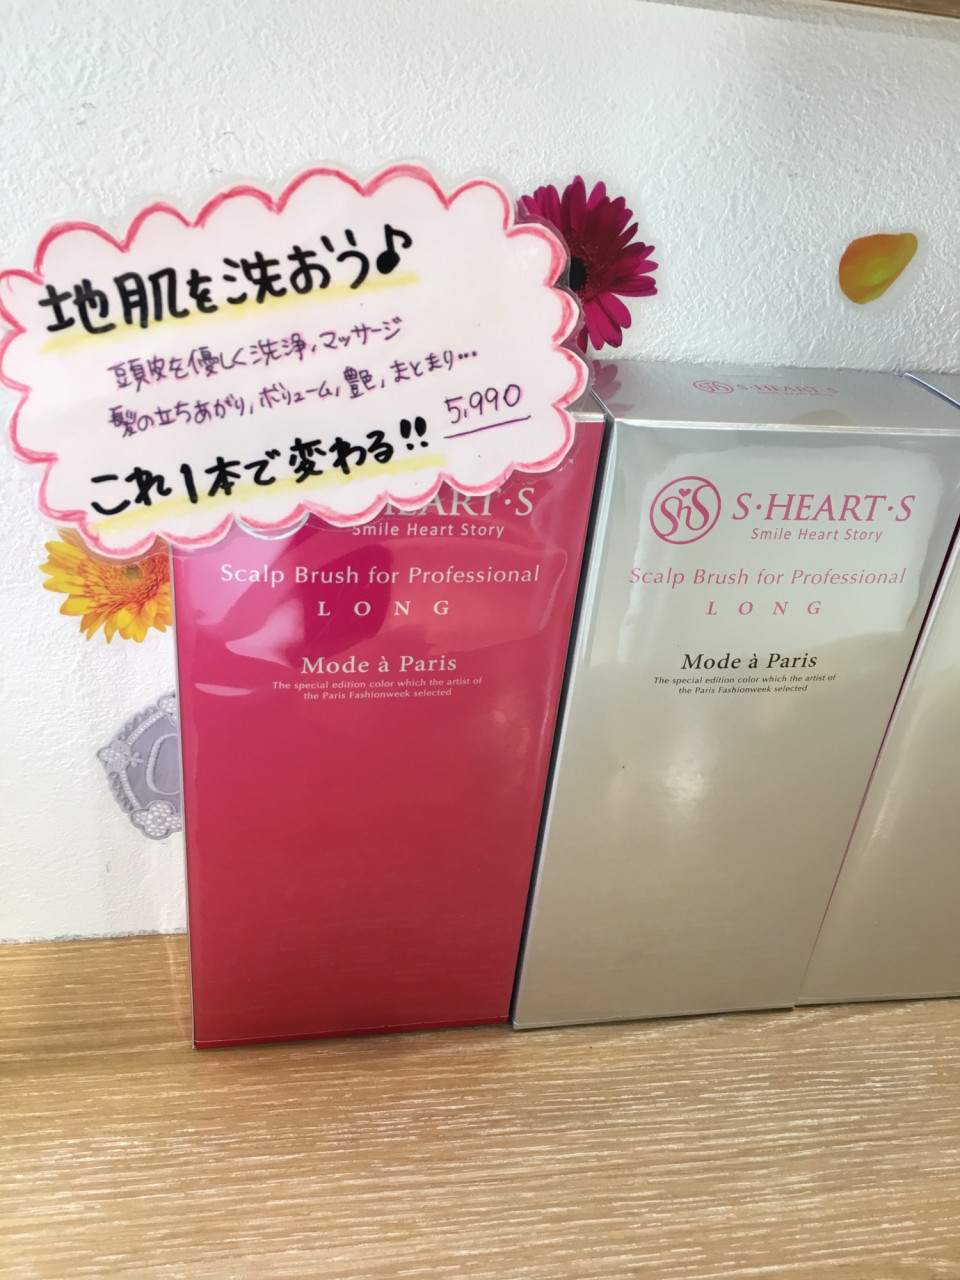 地肌を洗おう♪
頭皮を優しく洗浄,マッサージ
髪の立ちあがり,ボリューム,艶,まとまり…
5,990
これ1本で変わる!!
HEART・S
Smile Heart Story
Scalp Brush for Professional
LONG
Mode à Paris
The special edition color which the artist of
the Paris Fashionweek selected
S・HEART・S
ShS S・HEART・S
Smile Heart Story
Scalp Brush for Professional
LONG
Mode à Paris
The special edition color which the artist of
the Paris Fashionweek selected